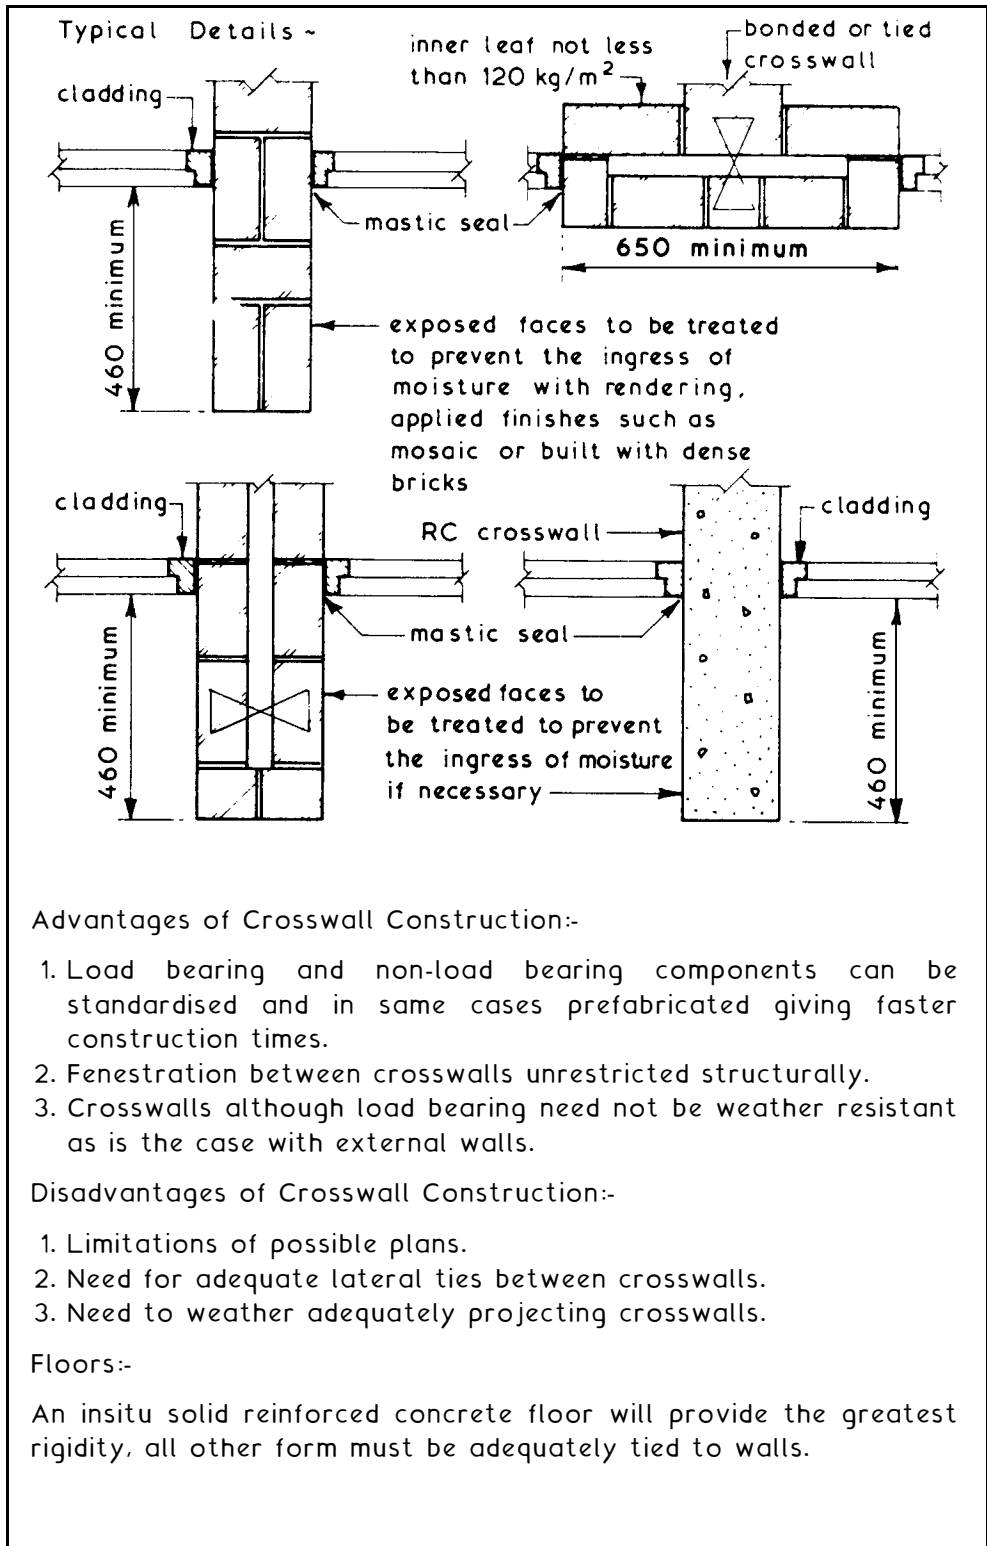 Typical Details ~
cladding
inner leaf not less
than 120 kg/m²
bonded or tied
crosswall
mastic seal
460 minimum
650 minimum
exposed faces to be treated
to prevent the ingress of
moisture with rendering,
applied finishes such as
mosaic or built with dense
bricks
cladding
RC crosswall
cladding
mastic seal
460 minimum
exposed faces to
be treated to prevent
the ingress of moisture
if necessary
460 minimum
Advantages of Crosswall Construction:-
1. Load bearing and non-load bearing components can be
standardised and in same cases prefabricated giving faster
construction times.
2. Fenestration between crosswalls unrestricted structurally.
3. Crosswalls although load bearing need not be weather resistant
as is the case with external walls.
Disadvantages of Crosswall Construction:-
1. Limitations of possible plans.
2. Need for adequate lateral ties between crosswalls.
3. Need to weather adequately projecting crosswalls.
Floors:-
An insitu solid reinforced concrete floor will provide the greatest
rigidity, all other form must be adequately tied to walls.